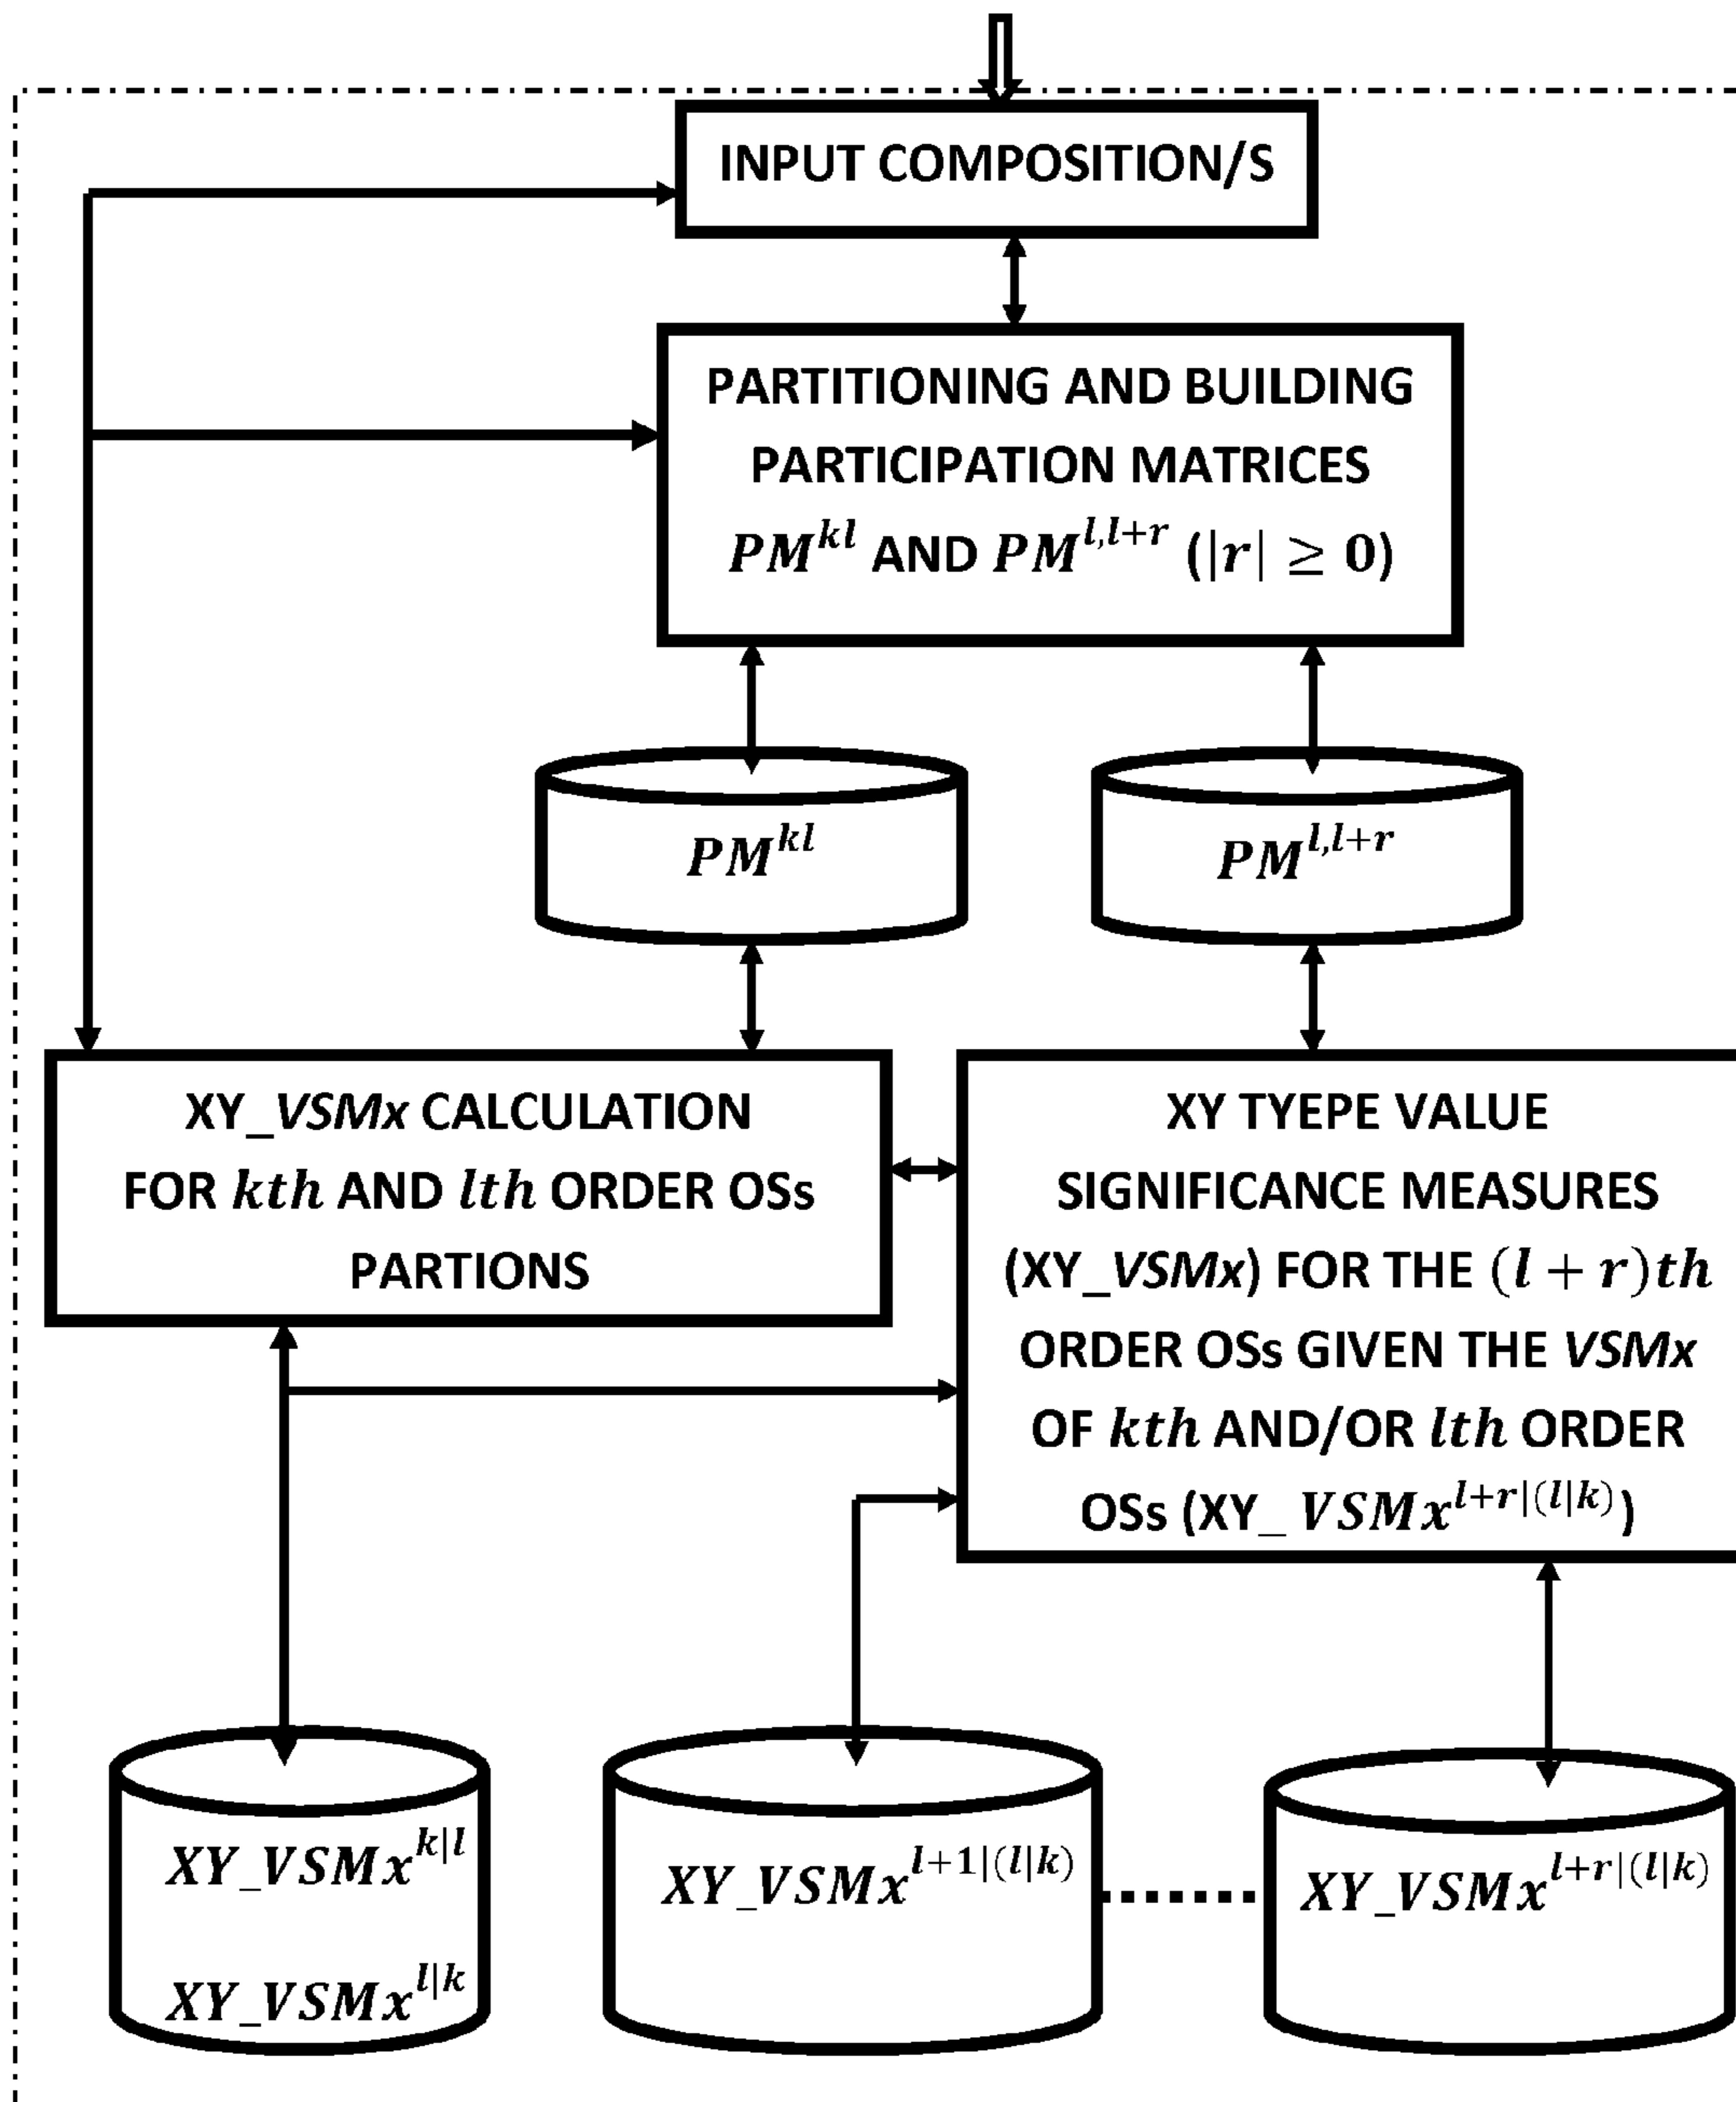 INPUT COMPOSITION/S
PARTITIONING AND BUILDING
PARTICIPATION MATRICES
PM^{kl} AND PM^{l,l+r} (|r| ≥ 0)
PM^{kl}
PM^{l,l+r}
XY_VSMx CALCULATION
FOR kth AND lth ORDER OSs
PARTIONS
XY TYEPE VALUE
SIGNIFICANCE MEASURES
(XY_VSMx) FOR THE (l + r)th
ORDER OSs GIVEN THE VSMx
OF kth AND/OR lth ORDER
OSs (XY_ VSMx^{l+r|(l|k)})
XY_VSMx^{k|l}
XY_VSMx^{l|k}
XY_VSMx^{l+1|(l|k)}
XY_VSMx^{l+r|(l|k)}